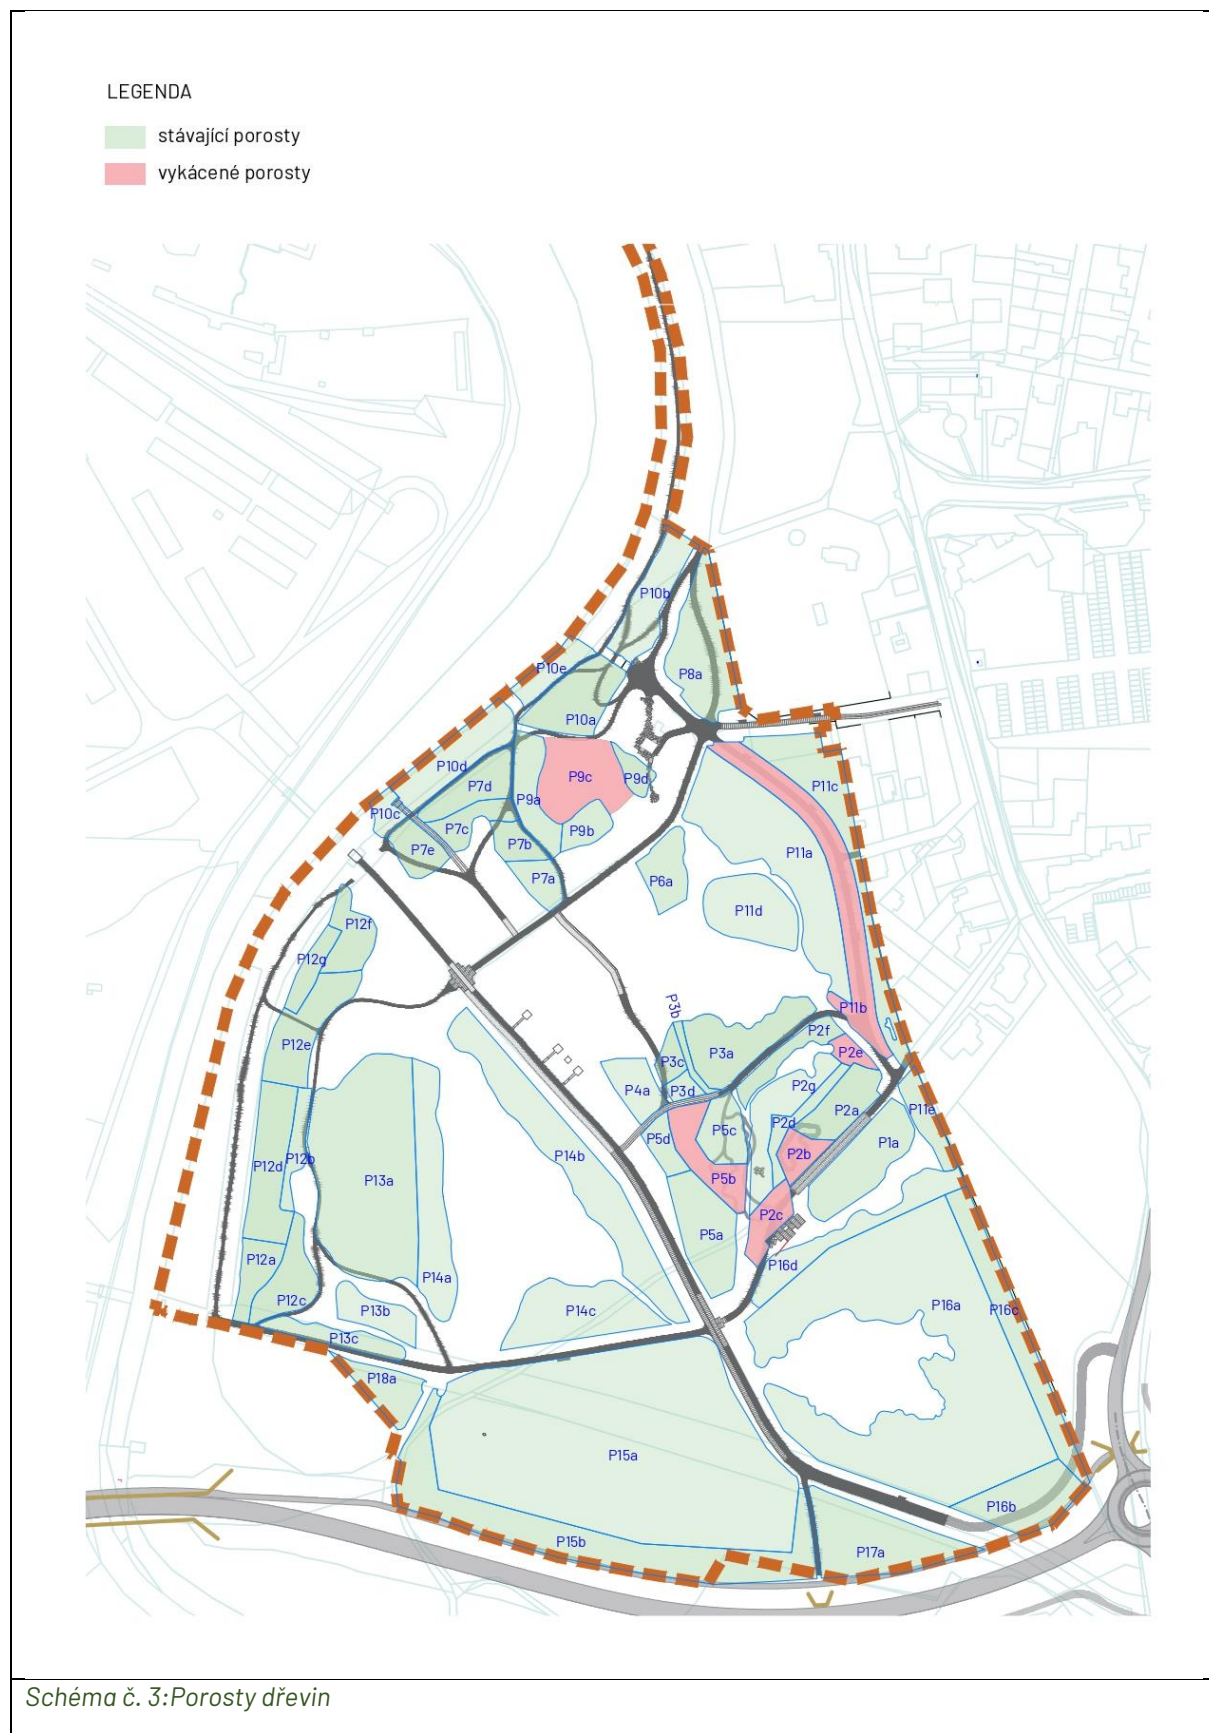 LEGENDA
stávající porosty
vykácené porosty
P10b
P10e
P8a
P10a
P10d
P9c
P9d
P7d
P11c
P9a
P10c
P7c
P9b
P7b
P7e
P11a
P7a
P6a
P11d
P12f
P12g
P3b
P11b
P2f
P12e
P3a
P2e
P3c
P2g
P4a
P3d
P2a
P11e
P2d
P5c
P1a
P5d
P14b
P2b
P12b
P12d
P13a
P5b
P2c
P5a
P12a
P16d
P14a
P12c
P16a
P16c
P13b
P14c
P13c
P18a
P15a
P16b
P15b
P17a
Schéma č. 3:Porosty dřevin